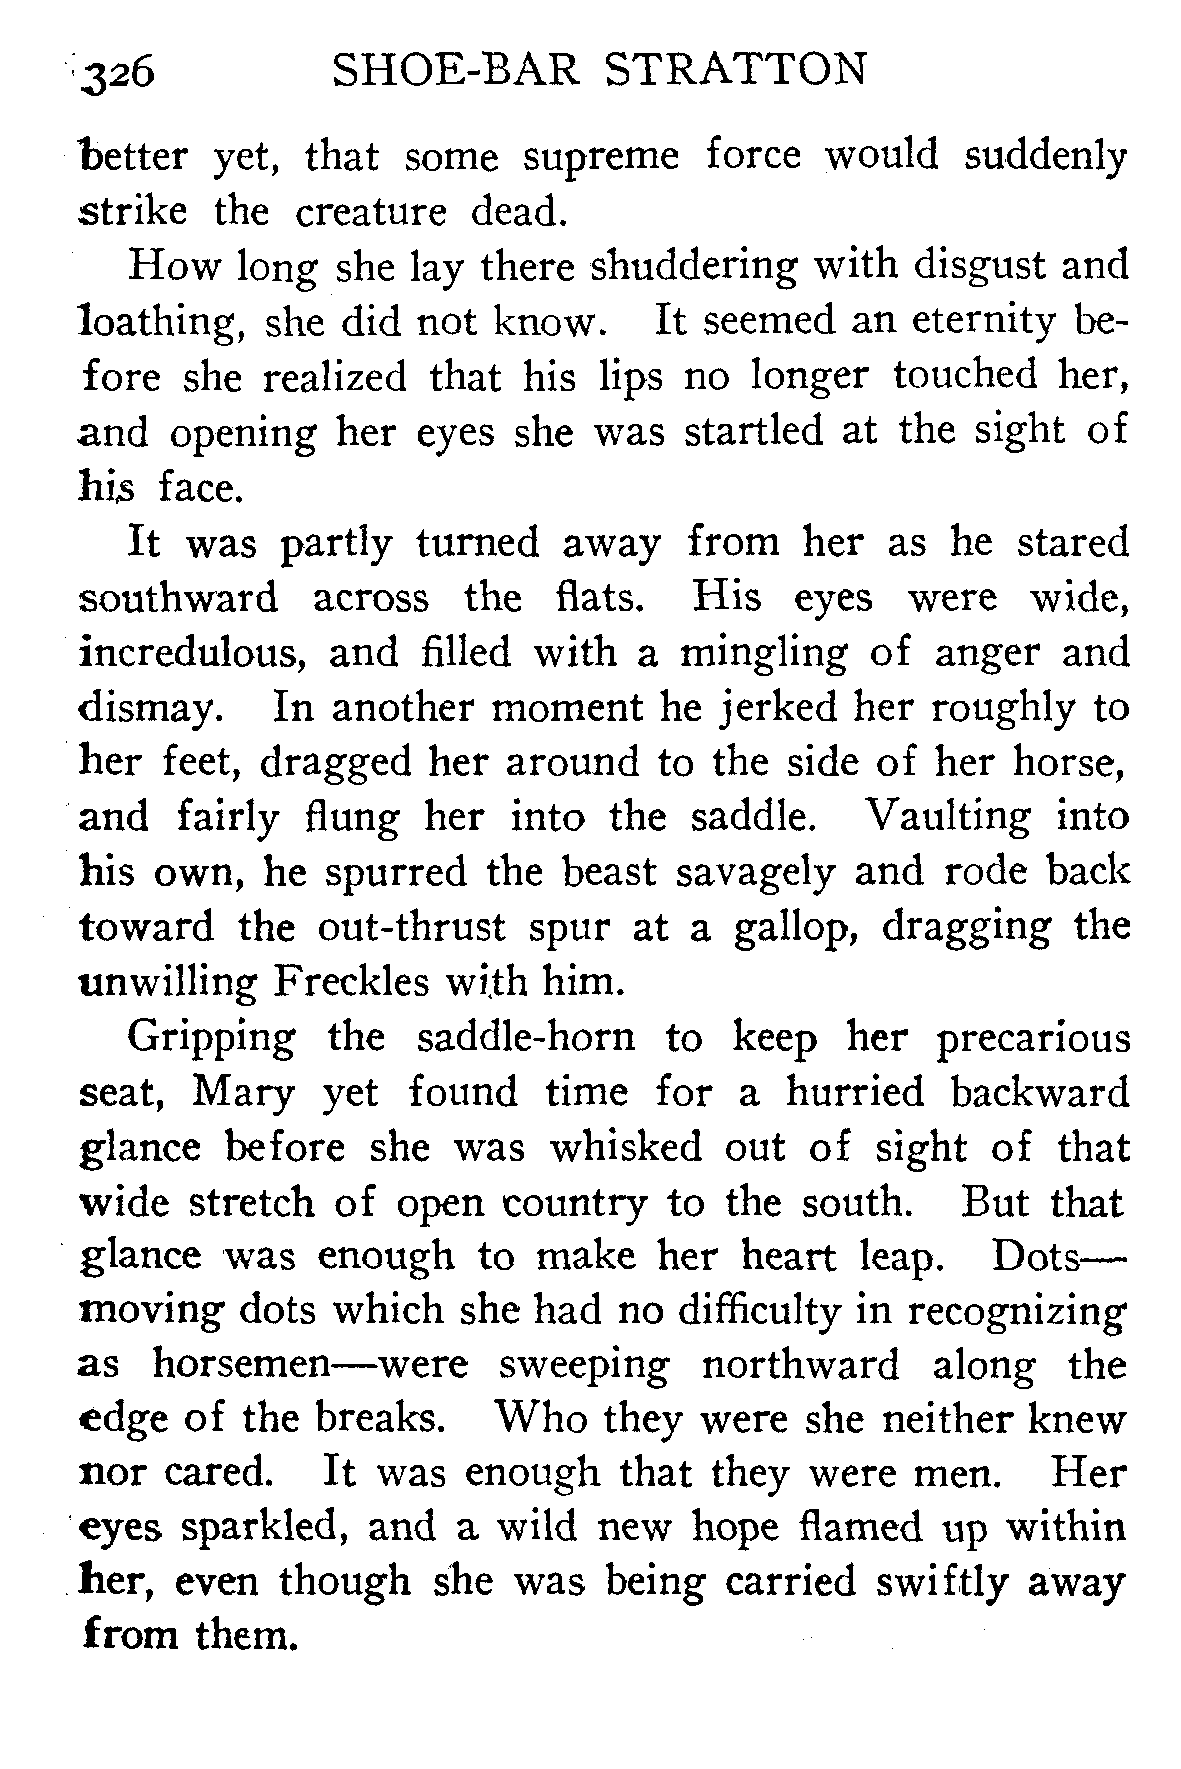 326 SHOE-BAR STRATTON
better yet, that some supreme force would suddenly
strike the creature dead.
How long she lay there shuddering with disgust and
loathing, she did not know. It seemed an eternity be-
fore she realized that his lips no longer touched her,
and opening her eyes she was startled at the sight of
his face.
It was partly turned away from her as he stared
southward across the flats. His eyes were wide,
incredulous, and filled with a mingling of anger and
dismay. In another moment he jerked her roughly to
her feet, dragged her around to the side of her horse,
and fairly flung her into the saddle. Vaulting into
his own, he spurred the beast savagely and rode back
toward the out-thrust spur at a gallop, dragging the
unwilling Freckles with him.
Gripping the saddle-horn to keep her precarious
seat, Mary yet found time for a hurried backward
glance before she was whisked out of sight of that
wide stretch of open country to the south. But that
glance was enough to make her heart leap. Dots—
moving dots which she had no difficulty in recognizing
as horsemen—were sweeping northward along the
edge of the breaks. Who they were she neither knew
nor cared. It was enough that they were men. Her
eyes sparkled, and a wild new hope flamed up within
her, even though she was being carried swiftly away
from them.